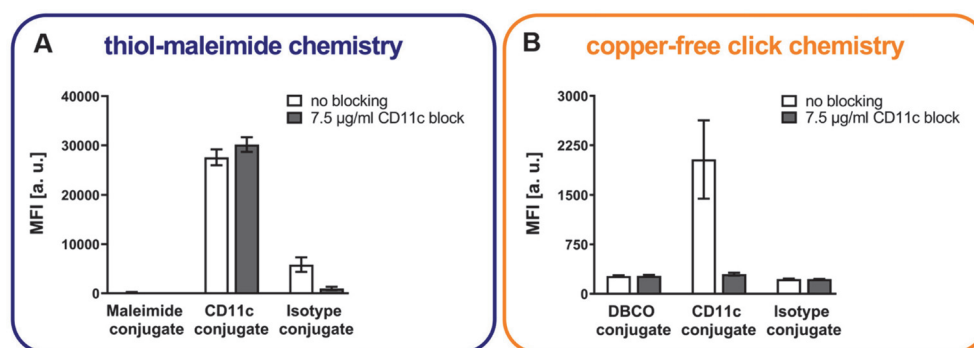 A thiol-maleimide chemistry
no blocking
7.5 µg/ml CD11c block
MFI [a. u.]
40000
30000
20000
10000
0
Maleimide conjugate
CD11c conjugate
Isotype conjugate
B copper-free click chemistry
no blocking
7.5 µg/ml CD11c block
MFI [a. u.]
3000
2250
1500
750
0
DBCO conjugate
CD11c conjugate
Isotype conjugate